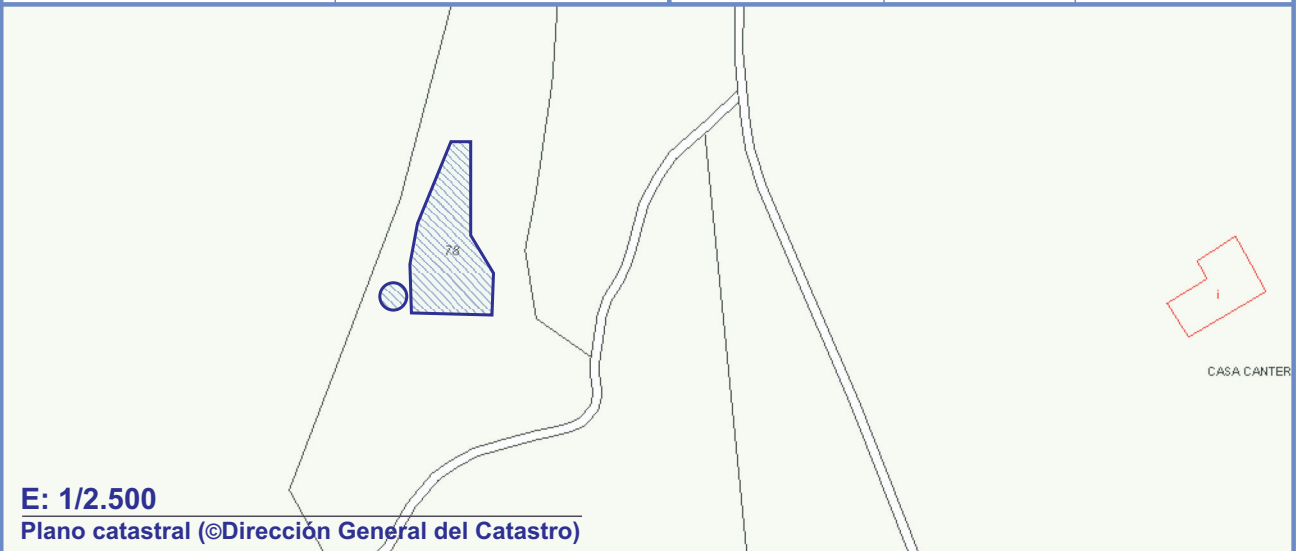 78
i
CASA CANTER
E: 1/2.500
Plano catastral (©Dirección General del Catastro)